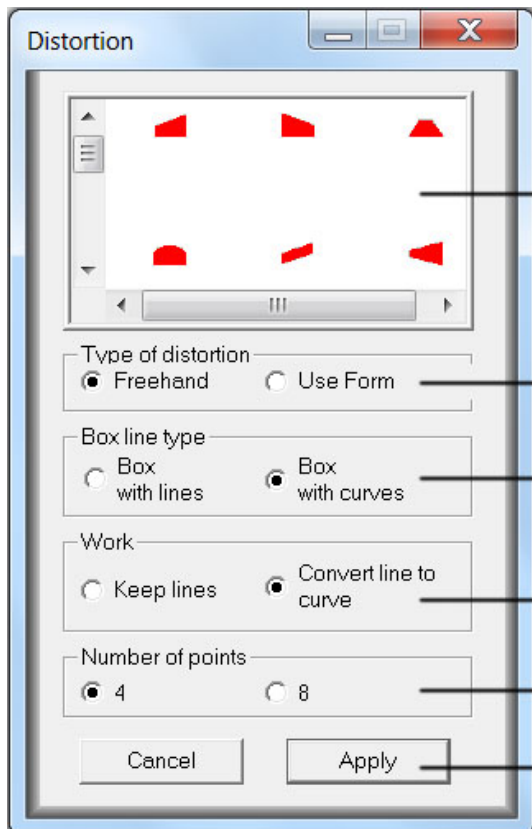 Distortion
Type of distortion
Freehand Use Form
Box line type
Box
with lines
Box
with curves
Work
Keep lines
Convert line to
curve
Number of points
4 8
Cancel Apply